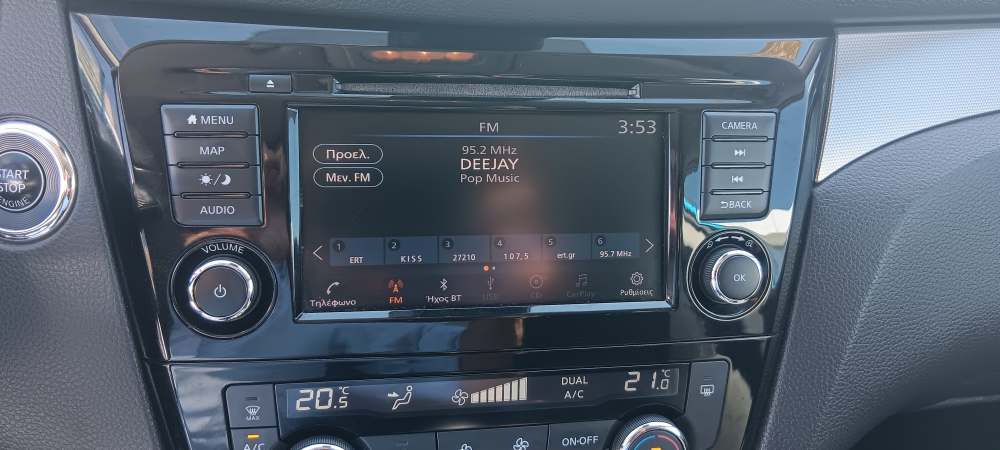 MENU
MAP
AUDIO
VOLUME
START
STOP
ENGINE
FM
3:53
Προελ.
Μεν. FM
95.2 MHz
DEEJAY
Pop Music
1 ERT
2 KISS
3 27210
4 107,5
5 ert.gr
6 95.7 MHz
Τηλέφωνο
FM
Ήχος BT
USB
CarPlay
Ρυθμίσεις
CAMERA
BACK
OK
MAX
A/C
20.5 °C
DUAL
A/C
21.0 °C
ON·OFF